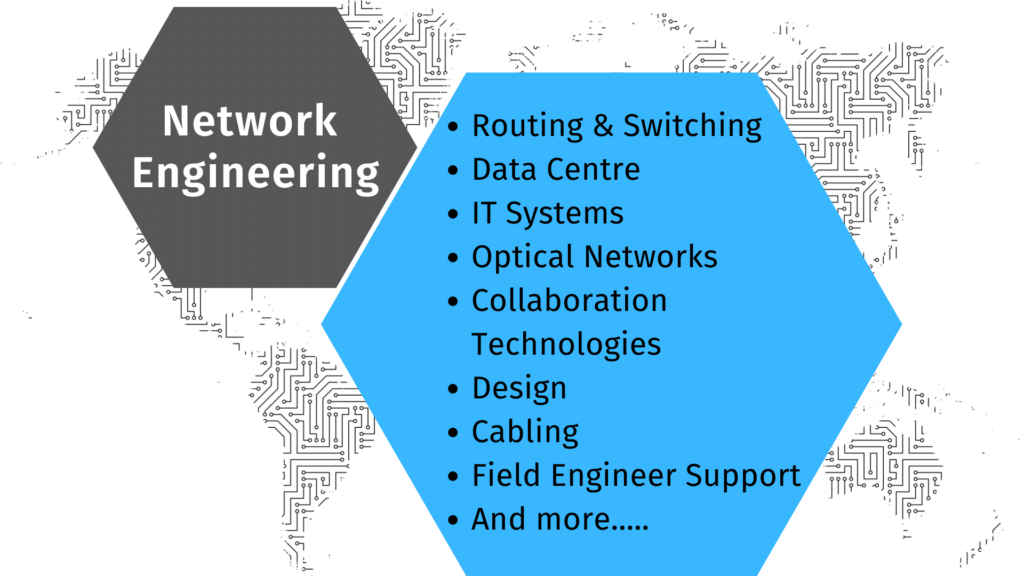 Network
Engineering
• Routing & Switching
• Data Centre
• IT Systems
• Optical Networks
• Collaboration
Technologies
• Design
• Cabling
• Field Engineer Support
• And more.....